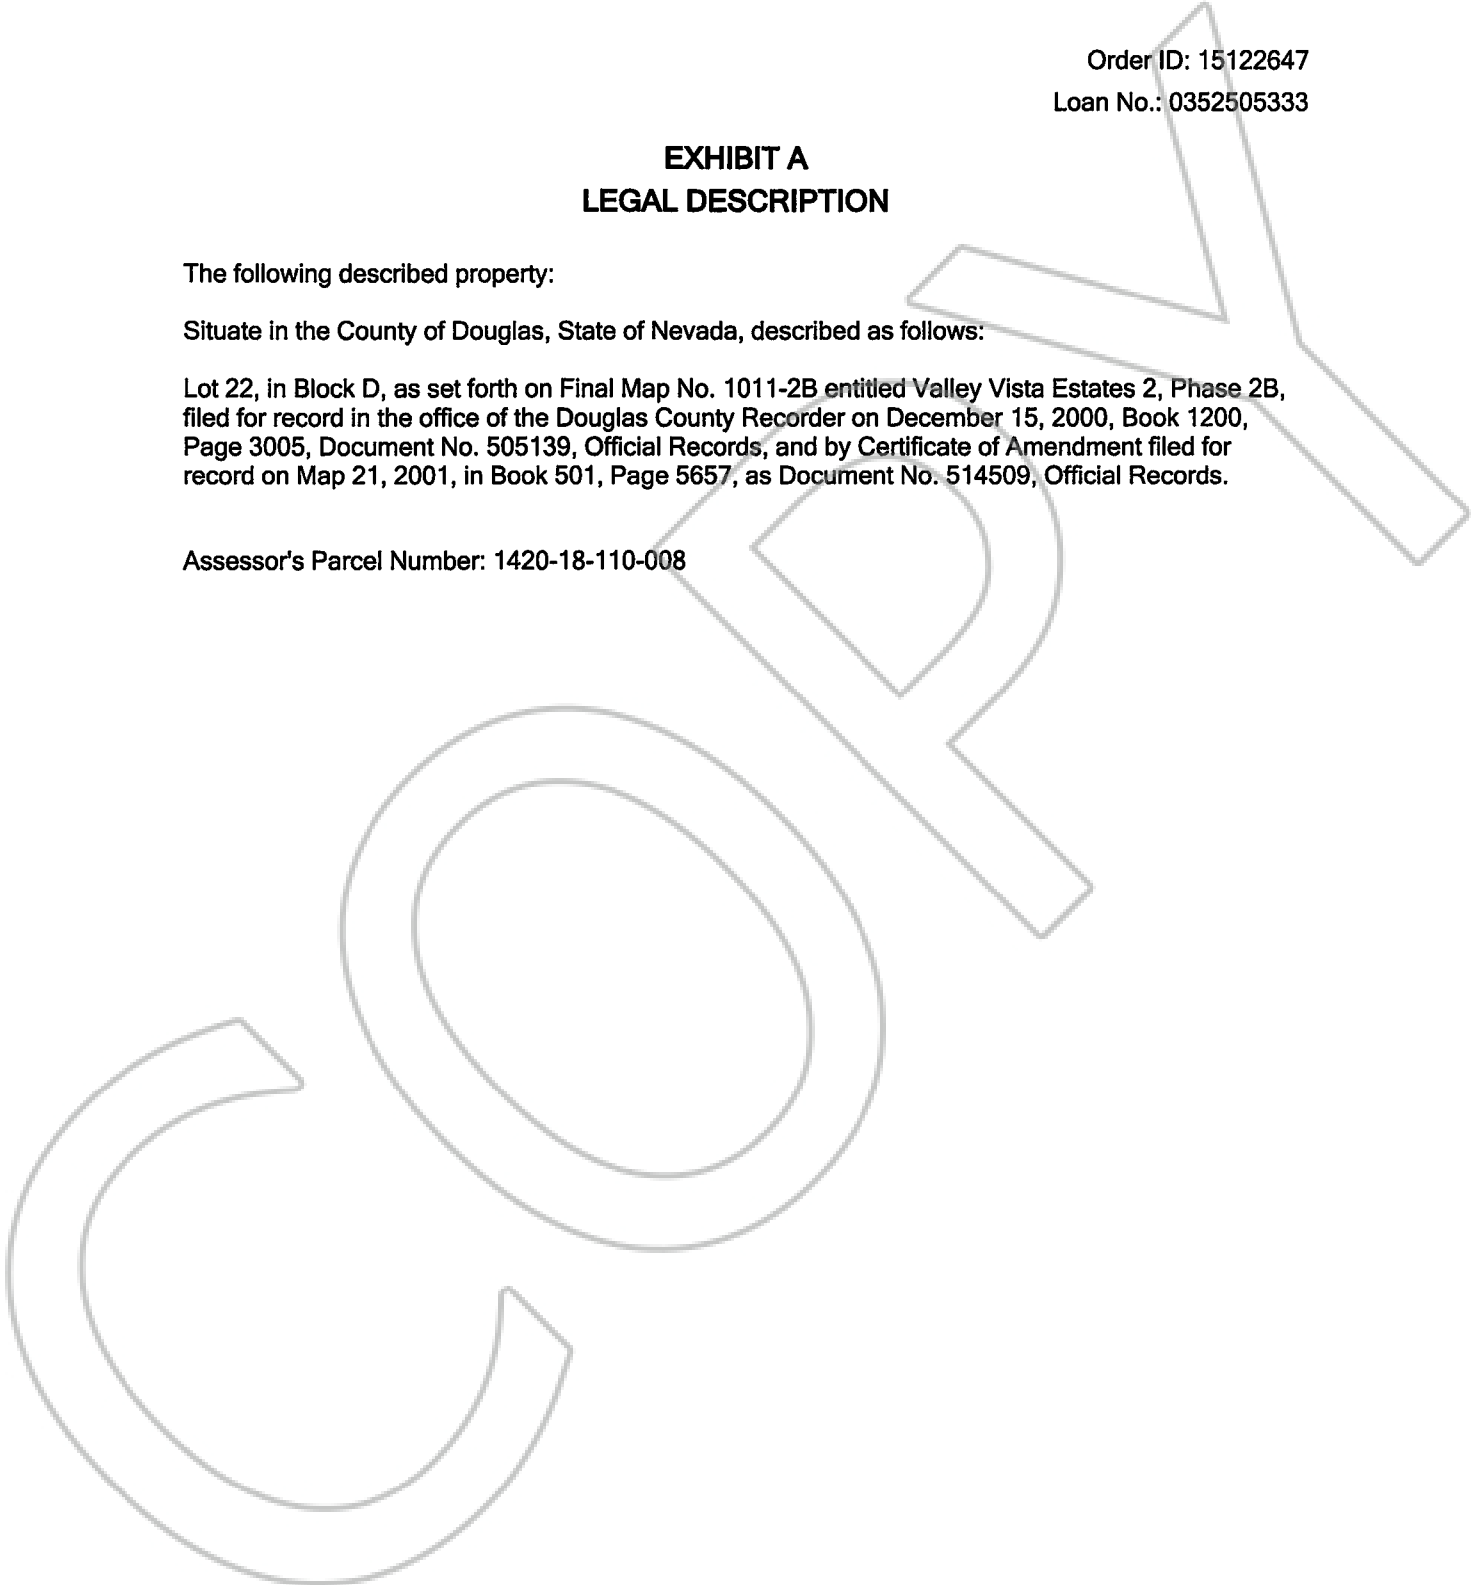 Order ID: 15122647
Loan No.: 0352505333
EXHIBIT A
LEGAL DESCRIPTION
The following described property:
Situate in the County of Douglas, State of Nevada, described as follows:
Lot 22, in Block D, as set forth on Final Map No. 1011-2B entitled Valley Vista Estates 2, Phase 2B,
filed for record in the office of the Douglas County Recorder on December 15, 2000, Book 1200,
Page 3005, Document No. 505139, Official Records, and by Certificate of Amendment filed for
record on Map 21, 2001, in Book 501, Page 5657, as Document No. 514509, Official Records.
Assessor's Parcel Number: 1420-18-110-008
COPY